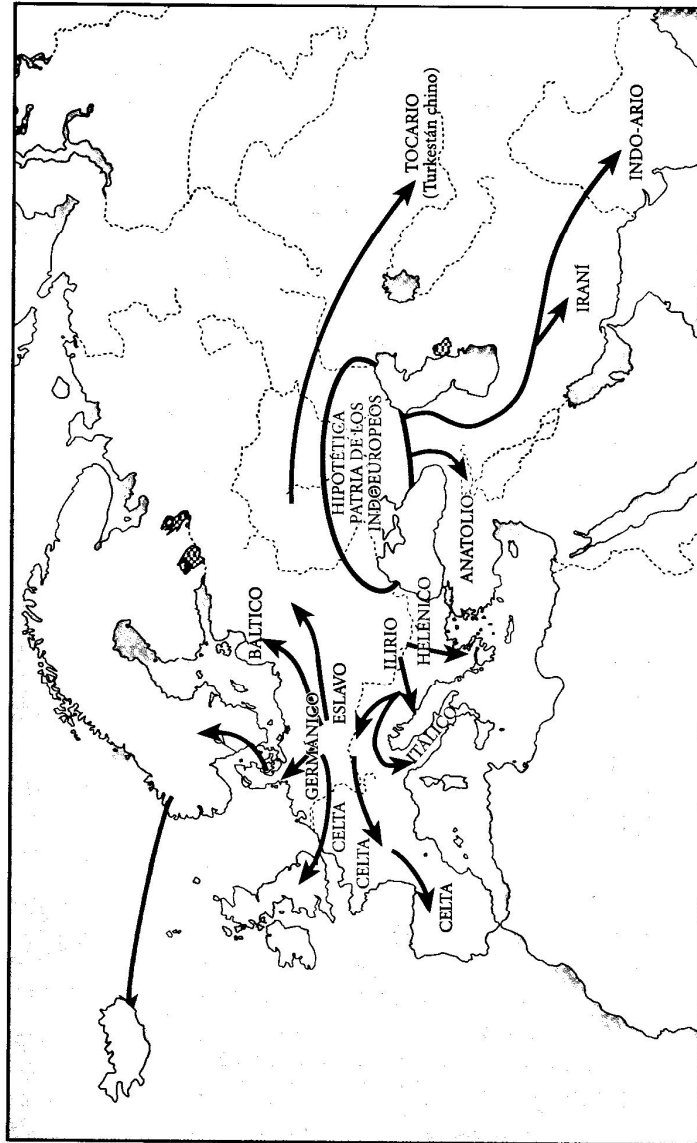 TOCARIO
(Turkestán chino)
INDO-ARIO
IRANÍ
HIPOTÉTICA
PATRIA DE LOS
INDOEUROPEOS
ANATOLIO
BÁLTICO
ESLAVO
GERMÁNICO
ILIRIO
HELÉNICO
ITÁLICO
CELTA
CELTA
CELTA